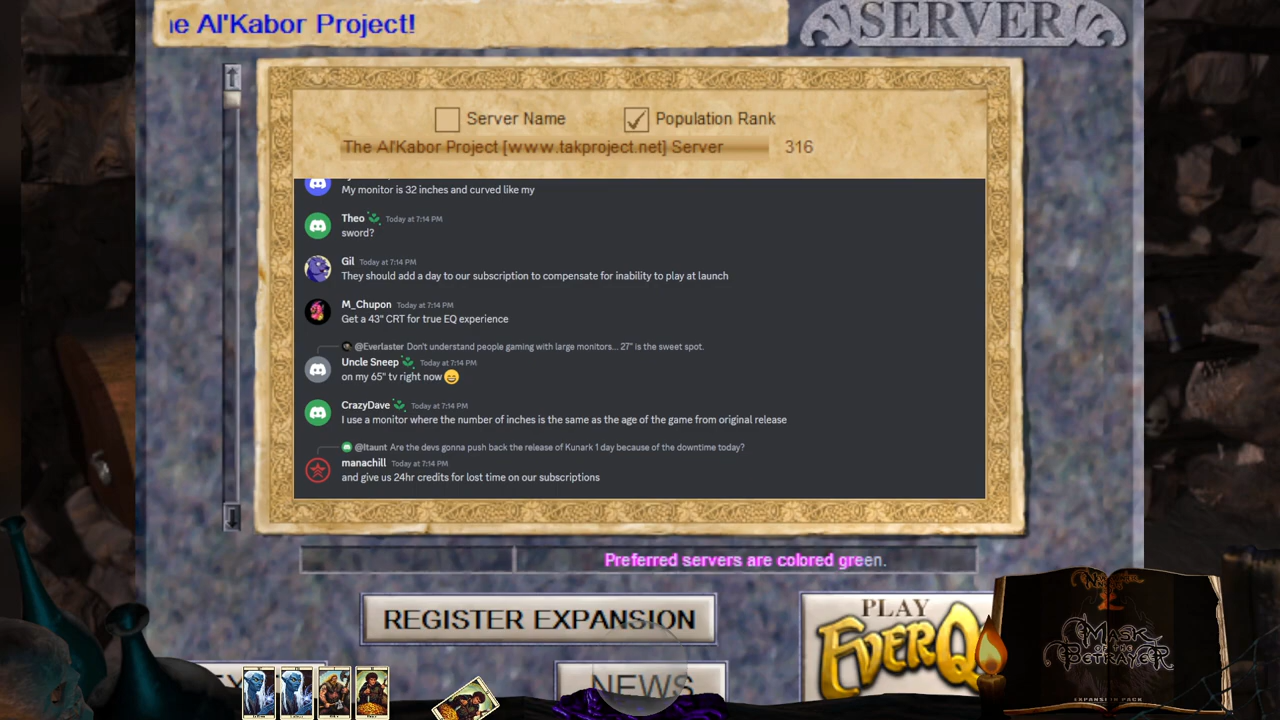 e Al'Kabor Project!
SERVER
Server Name
Population Rank
The Al'Kabor Project [www.takproject.net] Server 316
My monitor is 32 inches and curved like my
Theo Today at 7:14 PM
sword?
Gil Today at 7:14 PM
They should add a day to our subscription to compensate for inability to play at launch
M_Chupon Today at 7:14 PM
Get a 43" CRT for true EQ experience
@Everlaster Don't understand people gaming with large monitors... 27" is the sweet spot.
Uncle Sneep Today at 7:14 PM
on my 65" tv right now 😄
CrazyDave Today at 7:14 PM
I use a monitor where the number of inches is the same as the age of the game from original release
@Itaunt Are the devs gonna push back the release of Kunark 1 day because of the downtime today?
manachill Today at 7:14 PM
and give us 24hr credits for lost time on our subscriptions
Preferred servers are colored green.
REGISTER EXPANSION
PLAY
EVERQ
NEWS
MASK
OF THE
BETRAYER
EXPANSION PACK